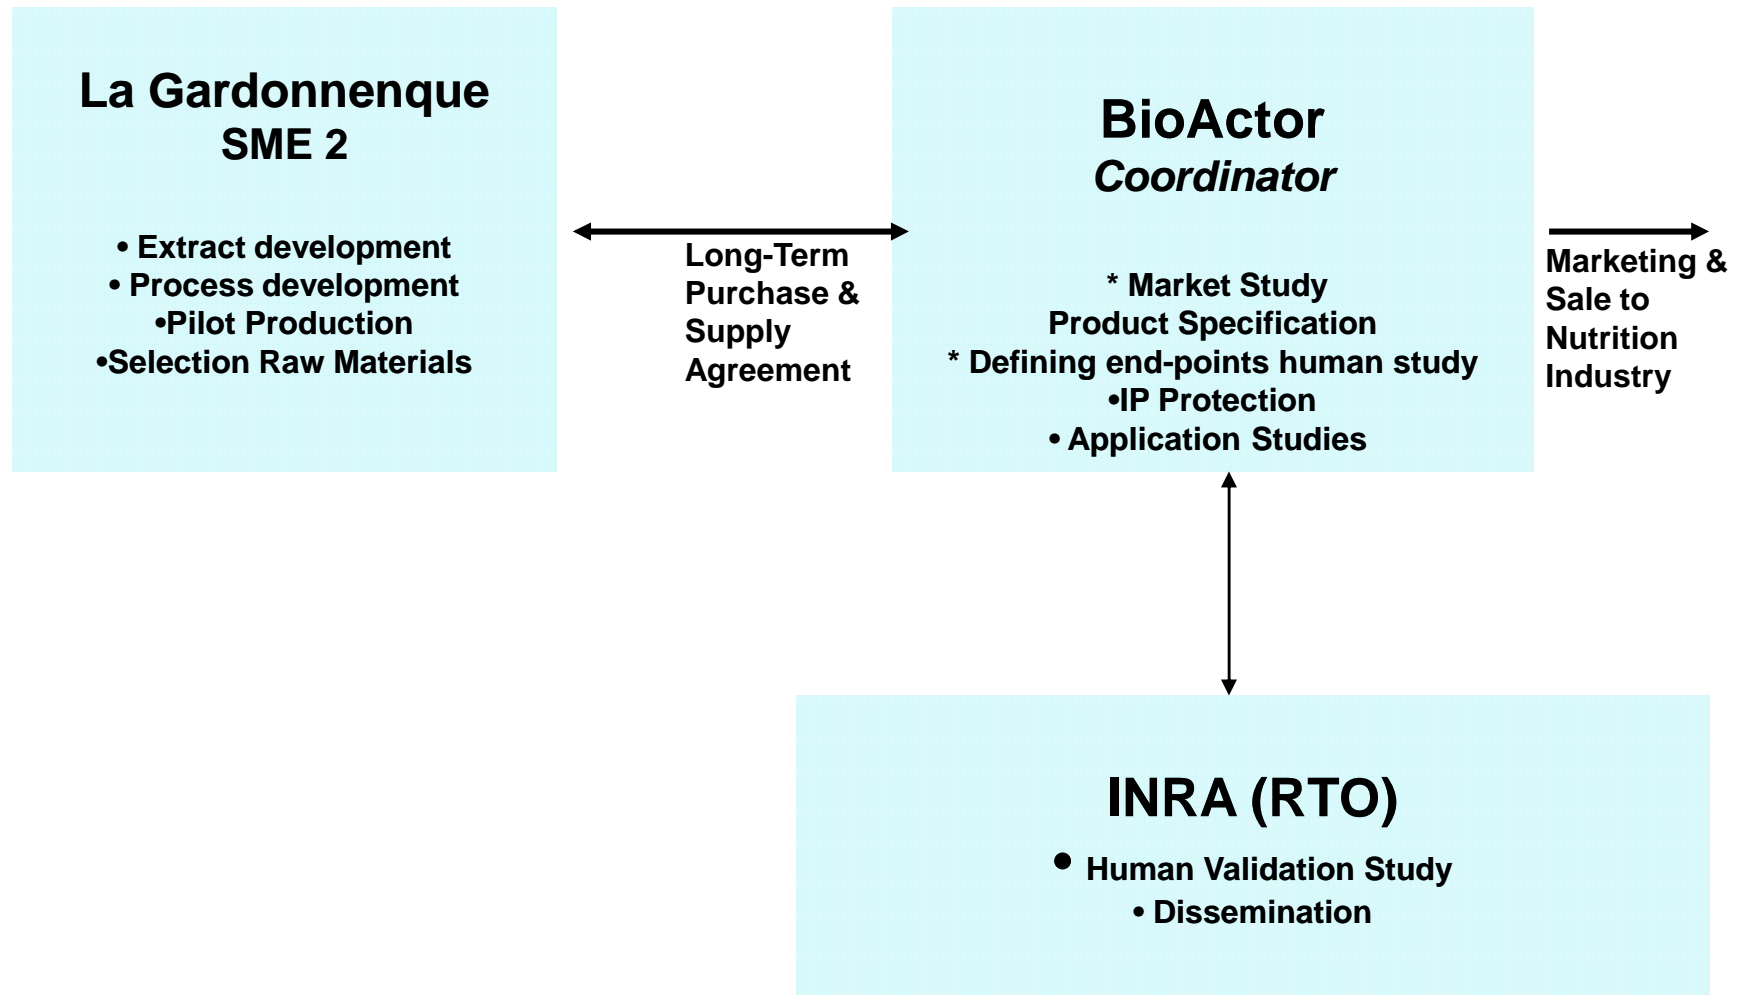 La Gardonnenque
SME 2
• Extract development
• Process development
•Pilot Production
•Selection Raw Materials
Long-Term
Purchase &
Supply
Agreement
BioActor
Coordinator
* Market Study
Product Specification
* Defining end-points human study
•IP Protection
• Application Studies
Marketing &
Sale to
Nutrition
Industry
INRA (RTO)
• Human Validation Study
• Dissemination